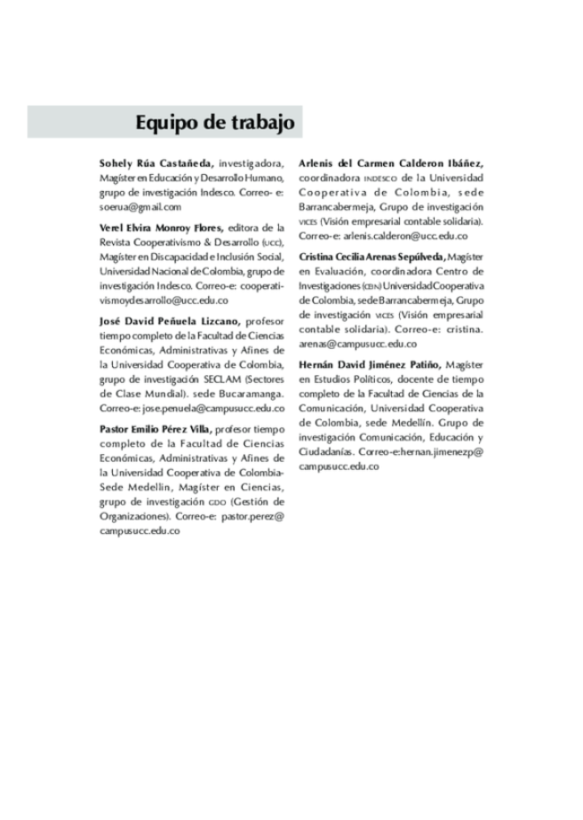 Equipo de trabajo
Sohely Rúa Castañeda, investigadora,
Magíster en Educación y Desarrollo Humano,
grupo de investigación Indesco. Correo- e:
soerua@gmail.com
Verel Elvira Monroy Flores, editora de la
Revista Cooperativismo & Desarrollo (UCC),
Magíster en Discapacidad e Inclusión Social,
Universidad Nacional de Colombia, grupo de
investigación Indesco. Correo-e: cooperati-
vismoydesarrollo@ucc.edu.co
José David Peñuela Lizcano, profesor
tiempo completo de la Facultad de Ciencias
Económicas, Administrativas y Afines de
la Universidad Cooperativa de Colombia,
grupo de investigación SECLAM (Sectores
de Clase Mundial). sede Bucaramanga.
Correo-e: jose.penuela@campusucc.edu.co
Pastor Emilio Pérez Villa, profesor tiempo
completo de la Facultad de Ciencias
Económicas, Administrativas y Afines de
la Universidad Cooperativa de Colombia-
Sede Medellin, Magíster en Ciencias,
grupo de investigación GDO (Gestión de
Organizaciones). Correo-e: pastor.perez@
campusucc.edu.co
Arlenis del Carmen Calderon Ibáñez,
coordinadora INDESCO de la Universidad
Cooperativa de Colombia, sede
Barrancabermeja, Grupo de investigación
VICES (Visión empresarial contable solidaria).
Correo-e: arlenis.calderon@ucc.edu.co
Cristina Cecilia Arenas Sepúlveda, Magíster
en Evaluación, coordinadora Centro de
Investigaciones Universidad Cooperativa
de Colombia, sede Barrancabermeja, Grupo
de investigación VICES (Visión empresarial
contable solidaria). Correo-e: cristina.
arenas@campusucc.edu.co
Hernán David Jiménez Patiño, Magíster
en Estudios Políticos, docente de tiempo
completo de la Facultad de Ciencias de la
Comunicación, Universidad Cooperativa
de Colombia, sede Medellín. Grupo de
investigación Comunicación, Educación y
Ciudadanías. Correo-e:hernan.jimenezp@
campusucc.edu.co